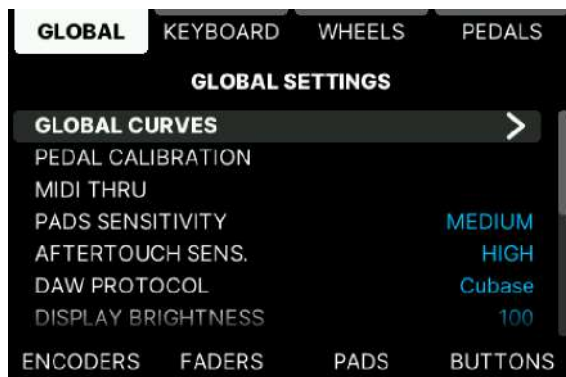 GLOBAL KEYBOARD WHEELS PEDALS
GLOBAL SETTINGS
GLOBAL CURVES >
PEDAL CALIBRATION
MIDI THRU
PADS SENSITIVITY MEDIUM
AFTERTOUCH SENS. HIGH
DAW PROTOCOL Cubase
DISPLAY BRIGHTNESS 100
ENCODERS FADERS PADS BUTTONS